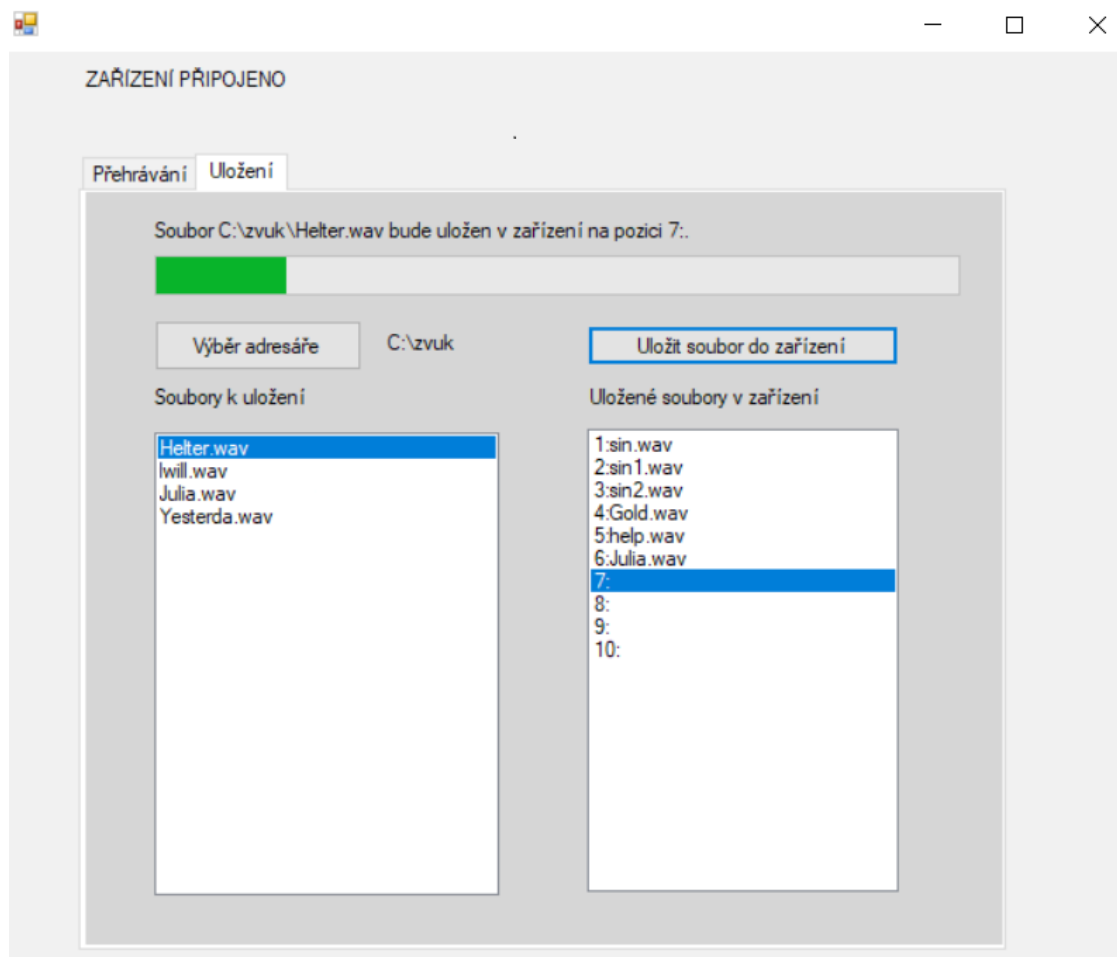 ZAŘÍZENÍ PŘIPOJENO
.
Přehrávání Uložení
Soubor C:\zvuk\Helter.wav bude uložen v zařízení na pozici 7:.
Výběr adresáře C:\zvuk Uložit soubor do zařízení
Soubory k uložení Uložené soubory v zařízení
Helter.wav
Iwill.wav
Julia.wav
Yesterda.wav
1:sin.wav
2:sin1.wav
3:sin2.wav
4:Gold.wav
5:help.wav
6:Julia.wav
7:
8:
9:
10: